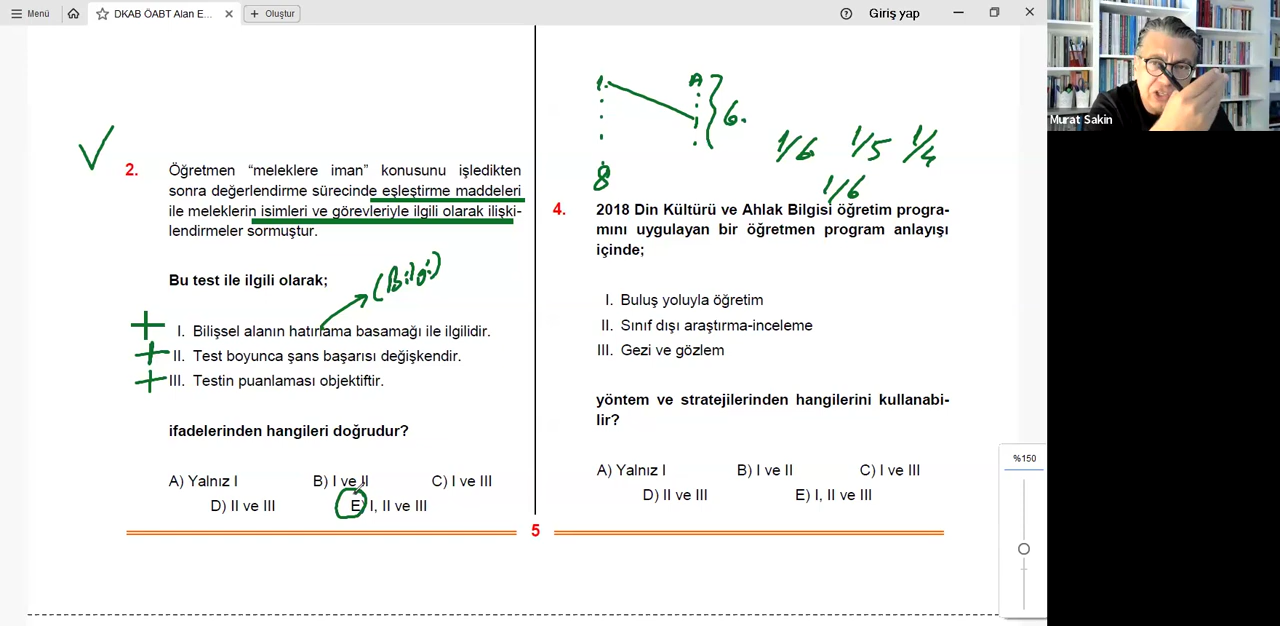 Menü
DKAB ÖABT Alan E...
Oluştur
Giriş yap
Murat Sakin
2. Öğretmen “meleklere iman” konusunu işledikten
sonra değerlendirme sürecinde eşleştirme maddeleri
ile meleklerin isimleri ve görevleriyle ilgili olarak ilişki-
lendirmeler sormuştur.
(Bilgi)
Bu test ile ilgili olarak;
I. Bilişsel alanın hatırlama basamağı ile ilgilidir.
II. Test boyunca şans başarısı değişkendir.
III. Testin puanlaması objektiftir.
ifadelerinden hangileri doğrudur?
A) Yalnız I B) I ve II C) I ve III
D) II ve III E) I, II ve III
1. A
8 6.
1/6 1/5 1/4
1/6
4. 2018 Din Kültürü ve Ahlak Bilgisi öğretim progra-
mını uygulayan bir öğretmen program anlayışı
içinde;
I. Buluş yoluyla öğretim
II. Sınıf dışı araştırma-inceleme
III. Gezi ve gözlem
yöntem ve stratejilerinden hangilerini kullanabi-
lir?
A) Yalnız I B) I ve II C) I ve III
D) II ve III E) I, II ve III
5
%150